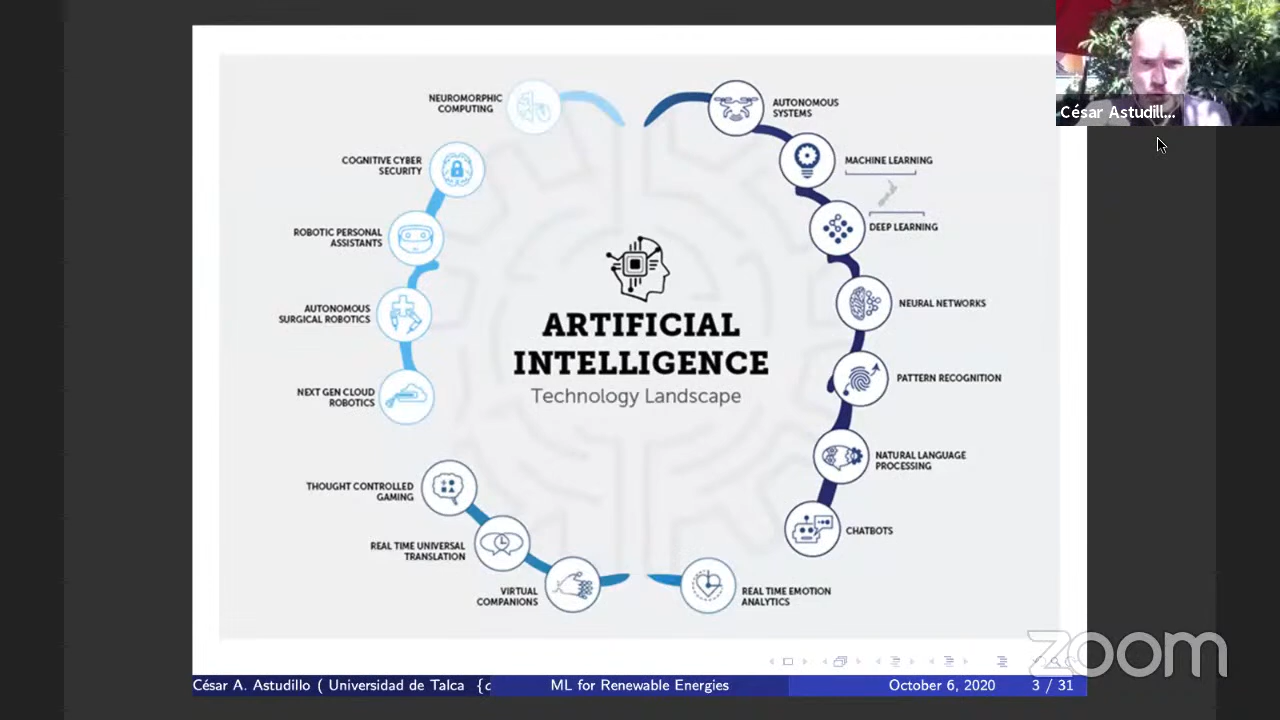 NEUROMORPHIC
COMPUTING
AUTONOMOUS
SYSTEMS
César Astudill...
COGNITIVE CYBER
SECURITY
MACHINE LEARNING
ROBOTIC PERSONAL
ASSISTANTS
DEEP LEARNING
AUTONOMOUS
SURGICAL ROBOTICS
NEURAL NETWORKS
ARTIFICIAL
INTELLIGENCE
Technology Landscape
NEXT GEN CLOUD
ROBOTICS
PATTERN RECOGNITION
NATURAL LANGUAGE
PROCESSING
THOUGHT CONTROLLED
GAMING
CHATBOTS
REAL TIME UNIVERSAL
TRANSLATION
VIRTUAL
COMPANIONS
REAL TIME EMOTION
ANALYTICS
zoom
César A. Astudillo ( Universidad de Talca {c ML for Renewable Energies October 6, 2020 3 / 31